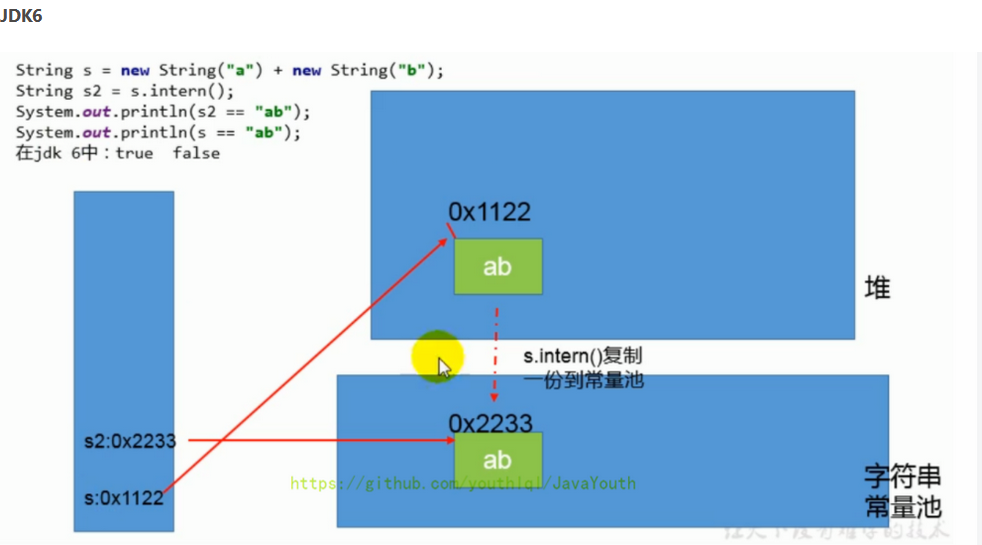 JDK6
String s = new String("a") + new String("b");
String s2 = s.intern();
System.out.println(s2 == "ab");
System.out.println(s == "ab");
在jdk 6中：true  false
0x1122
ab
堆
s.intern()复制
一份到常量池
0x2233
s2:0x2233
ab
https://github.com/youthlql/JavaYouth
字符串
常量池
s:0x1122